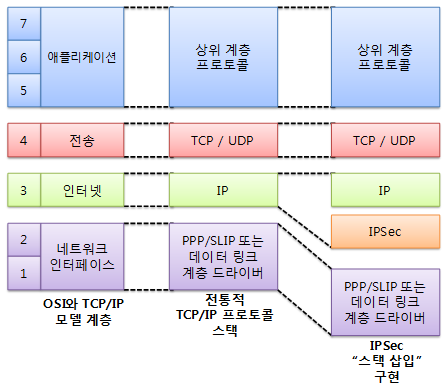 7
6
5
애플리케이션
상위 계층
프로토콜
상위 계층
프로토콜
4
전송
TCP / UDP
TCP / UDP
3
인터넷
IP
IP
IPSec
2
1
네트워크
인터페이스
PPP/SLIP 또는
데이터 링크
계층 드라이버
PPP/SLIP 또는
데이터 링크
계층 드라이버
OSI와 TCP/IP
모델 계층
전통적
TCP/IP 프로토콜
스택
IPSec
“스택 삽입”
구현